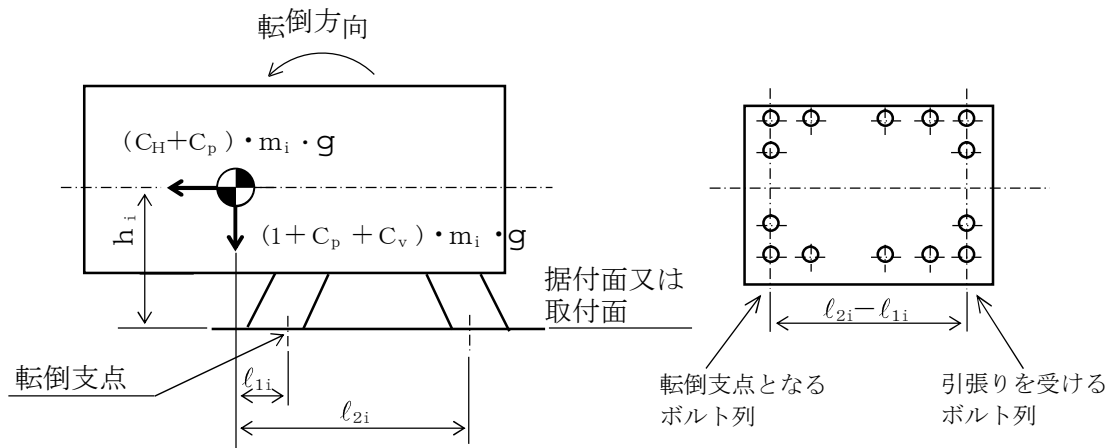 転倒方向
(C_H+C_p)・m_i・g
h_i
(1+C_p+C_v)・m_i・g
据付面又は
取付面
転倒支点
ℓ_1i
ℓ_2i
ℓ_2i−ℓ_1i
転倒支点となる
ボルト列
引張りを受ける
ボルト列